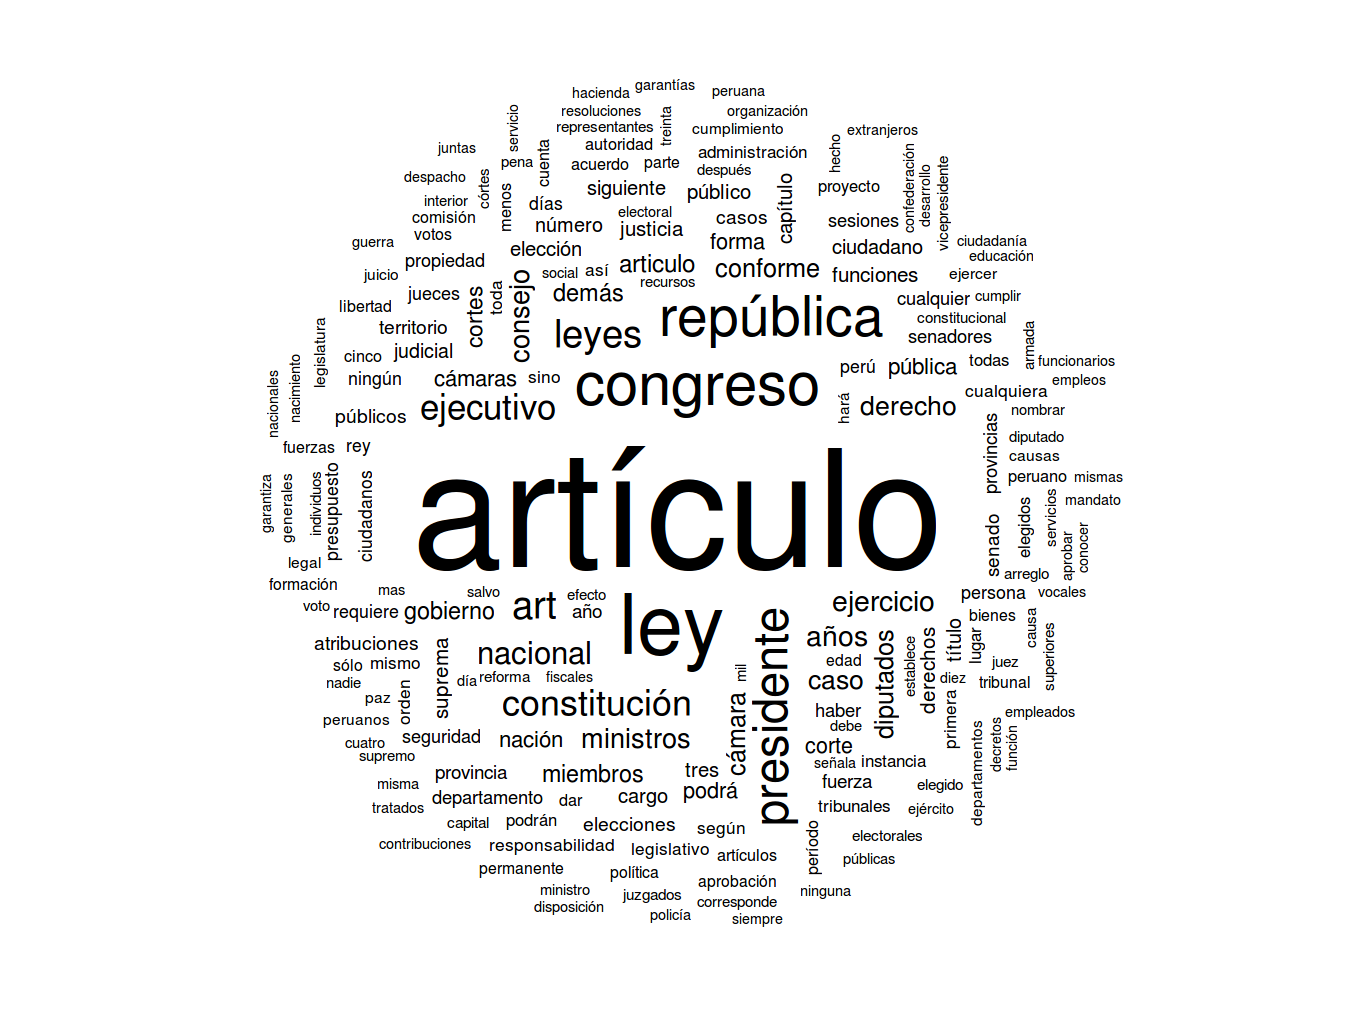 garantías
hacienda
peruana
resoluciones
organización
servicio
representantes
treinta
cumplimiento
extranjeros
juntas
autoridad
administración
hecho
pena
cuenta
acuerdo
parte
después
despacho
córtes
siguiente
público
capítulo
proyecto
confederación
desarrollo
vicepresidente
interior
menos
días
comisión
electoral
casos
sesiones
votos
número
justicia
guerra
elección
forma
ciudadano
ciudadanía
educación
propiedad
articulo
conforme
funciones
ejercer
juicio
social
así
recursos
jueces
toda
consejo
demás
cualquier
cumplir
libertad
cortes
república
constitucional
territorio
leyes
senadores
legislatura
armada
cinco
judicial
todas
funcionarios
nacionales
nacimiento
ningún
cámaras
sino
congreso
perú
pública
empleos
cualquiera
públicos
ejecutivo
hará
derecho
nombrar
fuerzas
rey
provincias
diputado
causas
peruano
mismas
garantiza
generales
individuos
presupuesto
ciudadanos
artículo
senado
elegidos
servicios
mandato
aprobar
conocer
legal
arreglo
formación
mas
salvo
efecto
persona
vocales
voto
requiere
gobierno
art
año
ley
ejercicio
bienes
atribuciones
presidente
años
título
lugar
causa
superiores
sólo
mismo
suprema
nacional
edad
diputados
establece
derechos
juez
nadie
día
reforma
fiscales
mil
caso
diez
tribunal
paz
orden
constitución
peruanos
haber
primera
empleados
debe
cuatro
seguridad
nación
ministros
cámara
corte
decretos
función
supremo
señala
instancia
misma
provincia
miembros
tres
fuerza
elegido
departamentos
tratados
departamento
dar
cargo
podrá
tribunales
ejército
capital
podrán
elecciones
según
electorales
contribuciones
responsabilidad
legislativo
artículos
período
públicas
permanente
política
aprobación
ministro
juzgados
corresponde
ninguna
disposición
policía
siempre